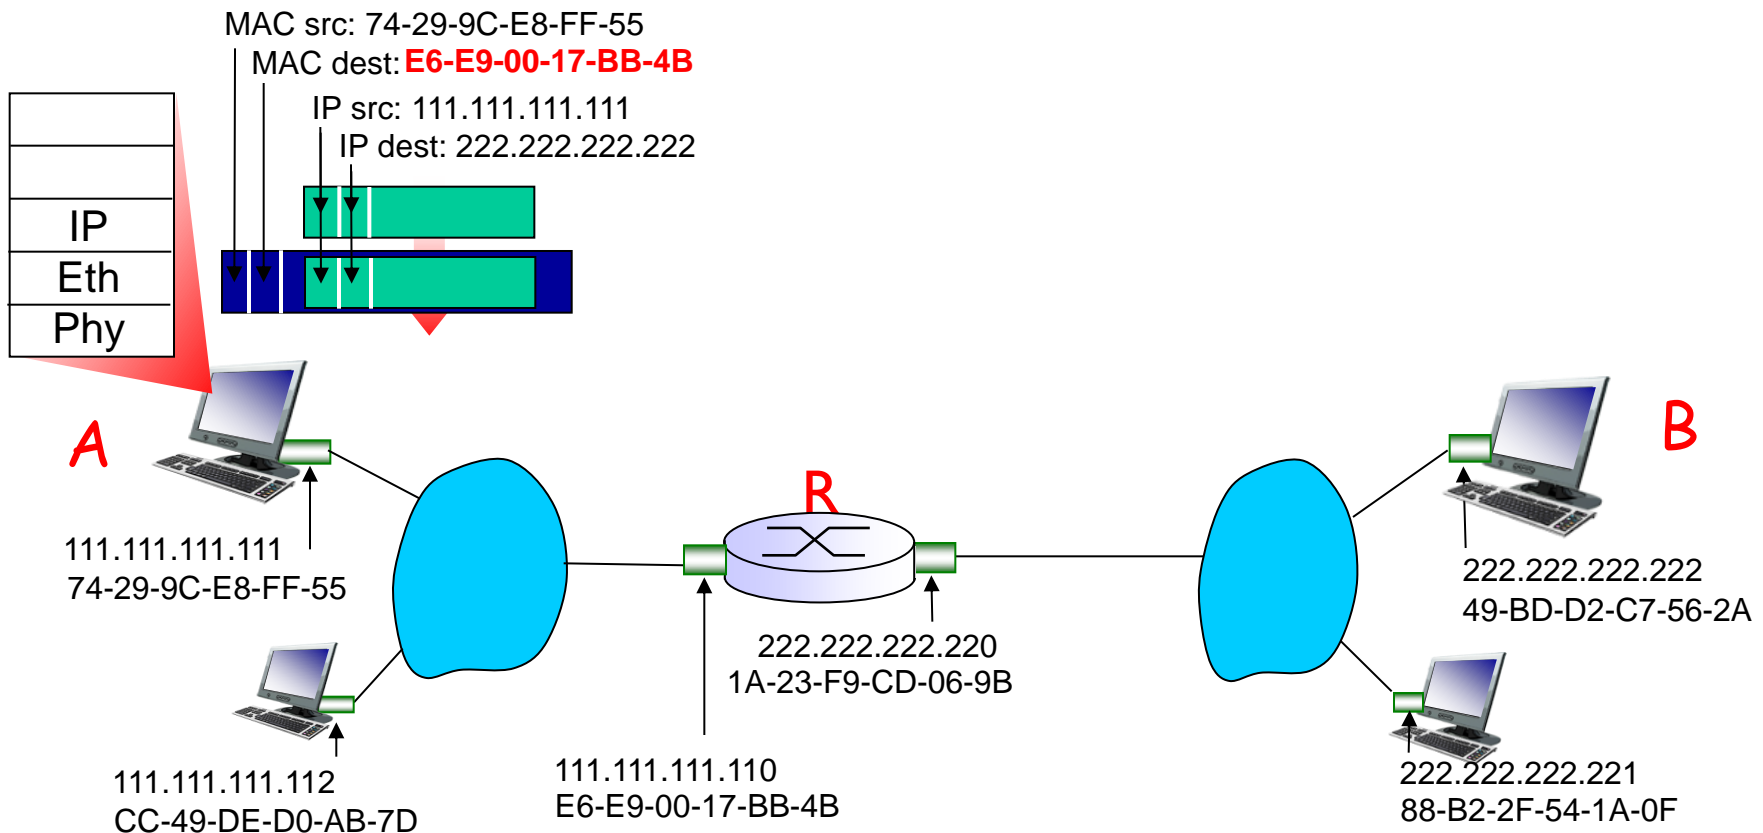 MAC src: 74-29-9C-E8-FF-55
MAC dest: E6-E9-00-17-BB-4B
IP src: 111.111.111.111
IP dest: 222.222.222.222
IP
Eth
Phy
A
B
R
111.111.111.111
74-29-9C-E8-FF-55
222.222.222.222
49-BD-D2-C7-56-2A
222.222.222.220
1A-23-F9-CD-06-9B
111.111.111.112
CC-49-DE-D0-AB-7D
111.111.111.110
E6-E9-00-17-BB-4B
222.222.222.221
88-B2-2F-54-1A-0F